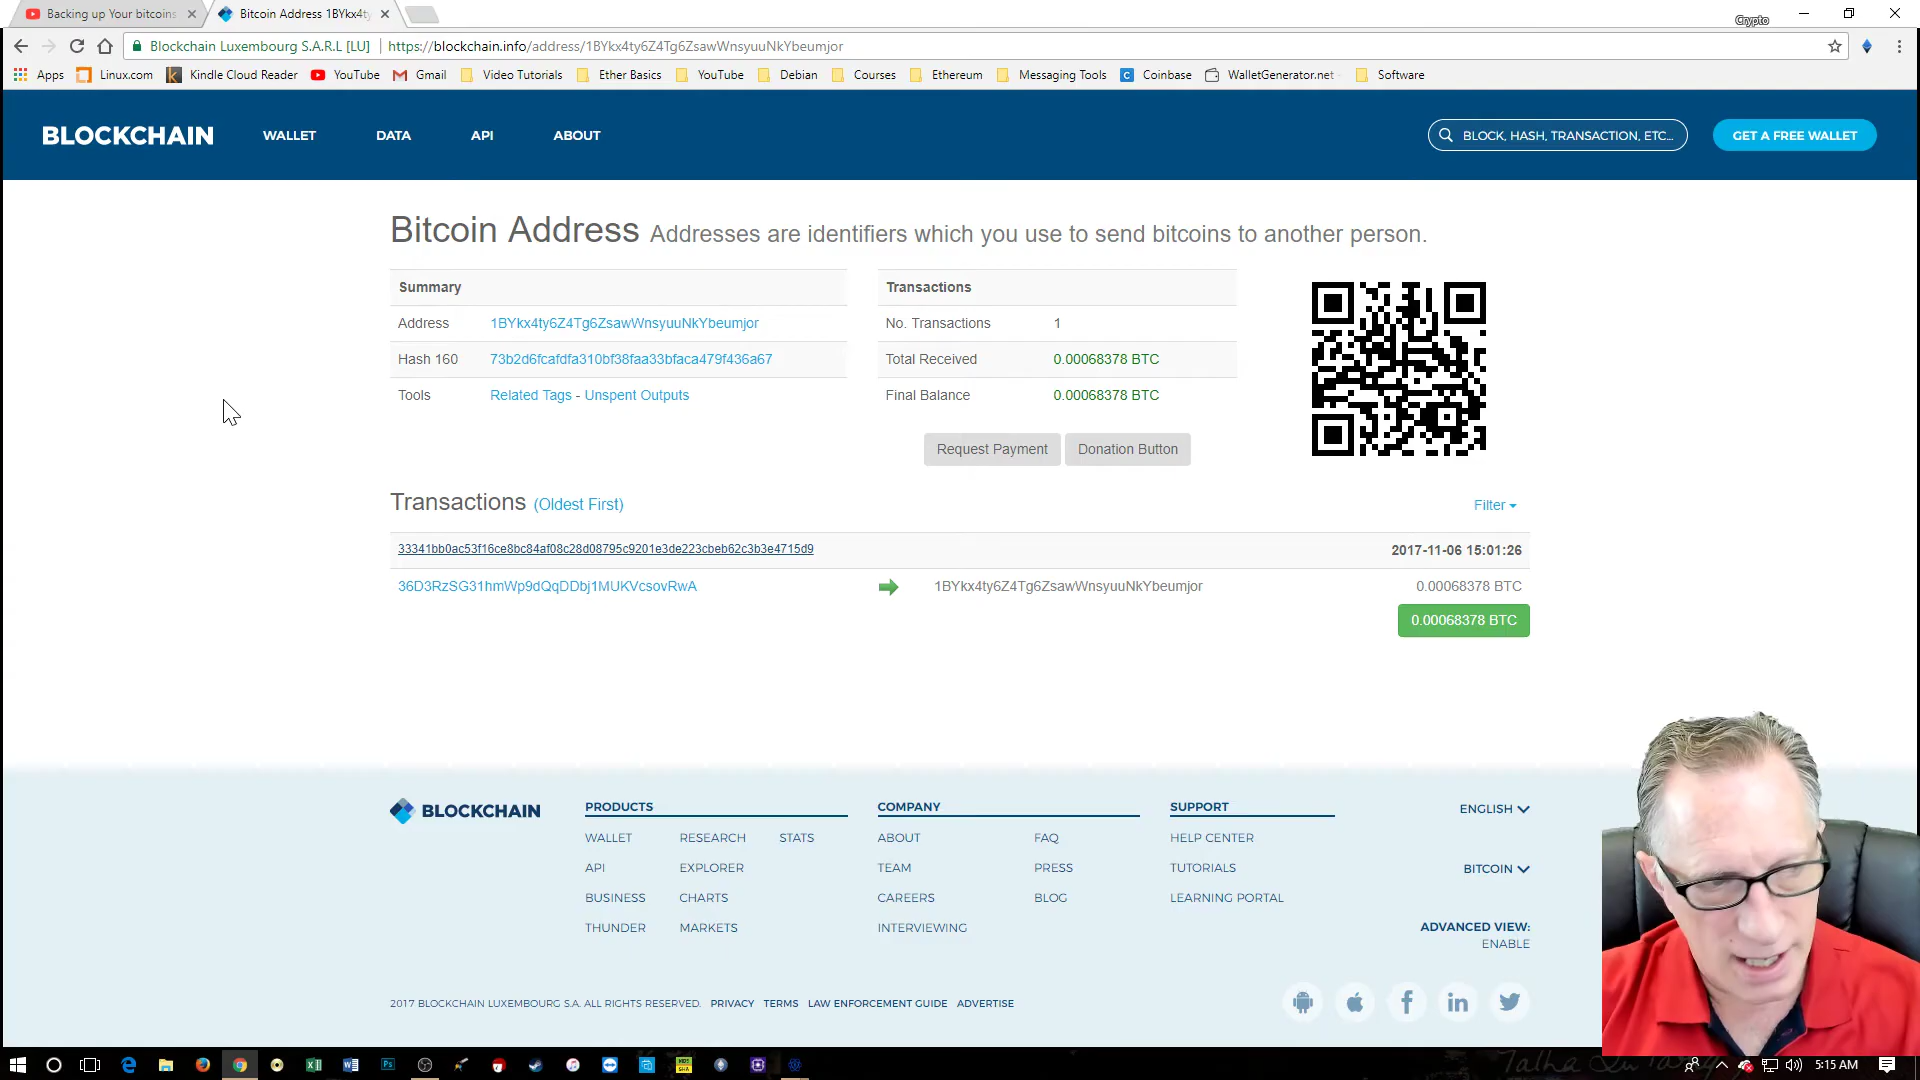 Backing up Your bitcoins
Bitcoin Address 1BYkx4ty
Crypto
Blockchain Luxembourg S.A.R.L [LU]
https://blockchain.info/address/1BYkx4ty6Z4Tg6ZsawWnsyuuNkYbeumjor
Apps
Linux.com
Kindle Cloud Reader
YouTube
Gmail
Video Tutorials
Ether Basics
YouTube
Debian
Courses
Ethereum
Messaging Tools
Coinbase
WalletGenerator.net
Software
BLOCKCHAIN
WALLET
DATA
API
ABOUT
BLOCK, HASH, TRANSACTION, ETC...
GET A FREE WALLET
Bitcoin Address Addresses are identifiers which you use to send bitcoins to another person.
Summary
Address 1BYkx4ty6Z4Tg6ZsawWnsyuuNkYbeumjor
Hash 160 73b2d6fcafdfa310bf38faa33bfaca479f436a67
Tools Related Tags - Unspent Outputs
Transactions
No. Transactions 1
Total Received 0.00068378 BTC
Final Balance 0.00068378 BTC
Request Payment
Donation Button
Transactions (Oldest First)
Filter
33341bb0ac53f16ce8bc84af08c28d08795c9201e3de223cbeb62c3b3e4715d9
2017-11-06 15:01:26
36D3RzSG31hmWp9dQqDDbj1MUKVcsovRwA
1BYkx4ty6Z4Tg6ZsawWnsyuuNkYbeumjor
0.00068378 BTC
0.00068378 BTC
BLOCKCHAIN
PRODUCTS
WALLET RESEARCH STATS
API EXPLORER
BUSINESS CHARTS
THUNDER MARKETS
COMPANY
ABOUT FAQ
TEAM PRESS
CAREERS BLOG
INTERVIEWING
SUPPORT
HELP CENTER
TUTORIALS
LEARNING PORTAL
ENGLISH
BITCOIN
ADVANCED VIEW:
ENABLE
2017 BLOCKCHAIN LUXEMBOURG S.A. ALL RIGHTS RESERVED. PRIVACY TERMS LAW ENFORCEMENT GUIDE ADVERTISE
5:15 AM